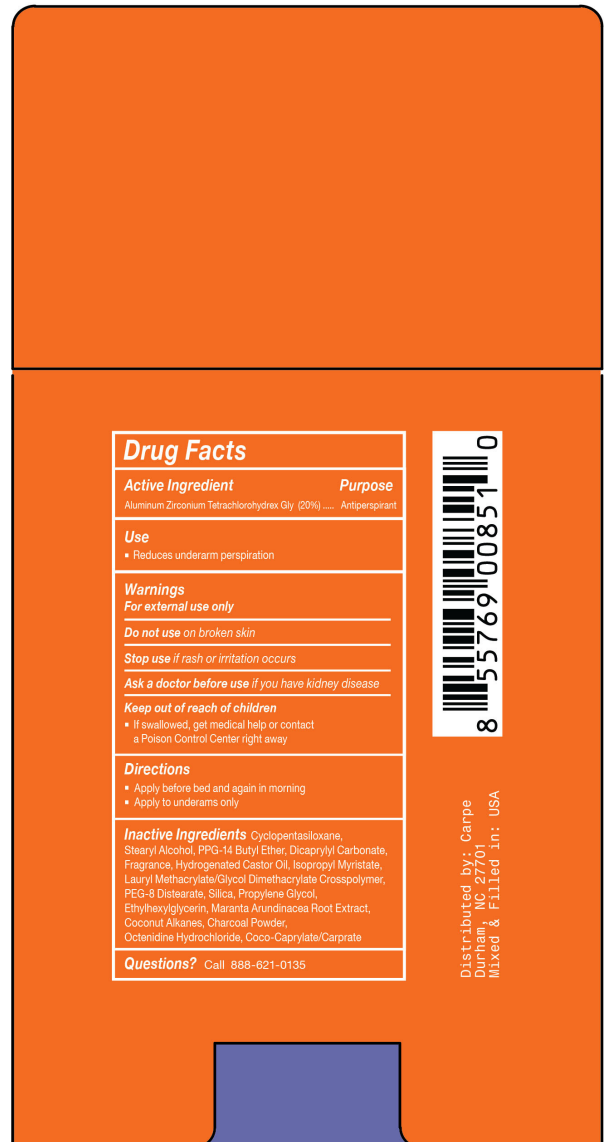 Drug Facts
Active Ingredient Purpose
Aluminum Zirconium Tetrachlorohydrex Gly (20%) ..... Antiperspirant
Use
▪ Reduces underarm perspiration
Warnings
For external use only
Do not use on broken skin
Stop use if rash or irritation occurs
Ask a doctor before use if you have kidney disease
Keep out of reach of children
▪ If swallowed, get medical help or contact
a Poison Control Center right away
Directions
▪ Apply before bed and again in morning
▪ Apply to underams only
Inactive Ingredients Cyclopentasiloxane,
Stearyl Alcohol, PPG-14 Butyl Ether, Dicaprylyl Carbonate,
Fragrance, Hydrogenated Castor Oil, Isopropyl Myristate,
Lauryl Methacrylate/Glycol Dimethacrylate Crosspolymer,
PEG-8 Distearate, Silica, Propylene Glycol,
Ethylhexylglycerin, Maranta Arundinacea Root Extract,
Coconut Alkanes, Charcoal Powder,
Octenidine Hydrochloride, Coco-Caprylate/Carprate
Questions? Call 888-621-0135
8 55769 00851 0
Distributed by: Carpe
Durham, NC 27701
Mixed & Filled in: USA